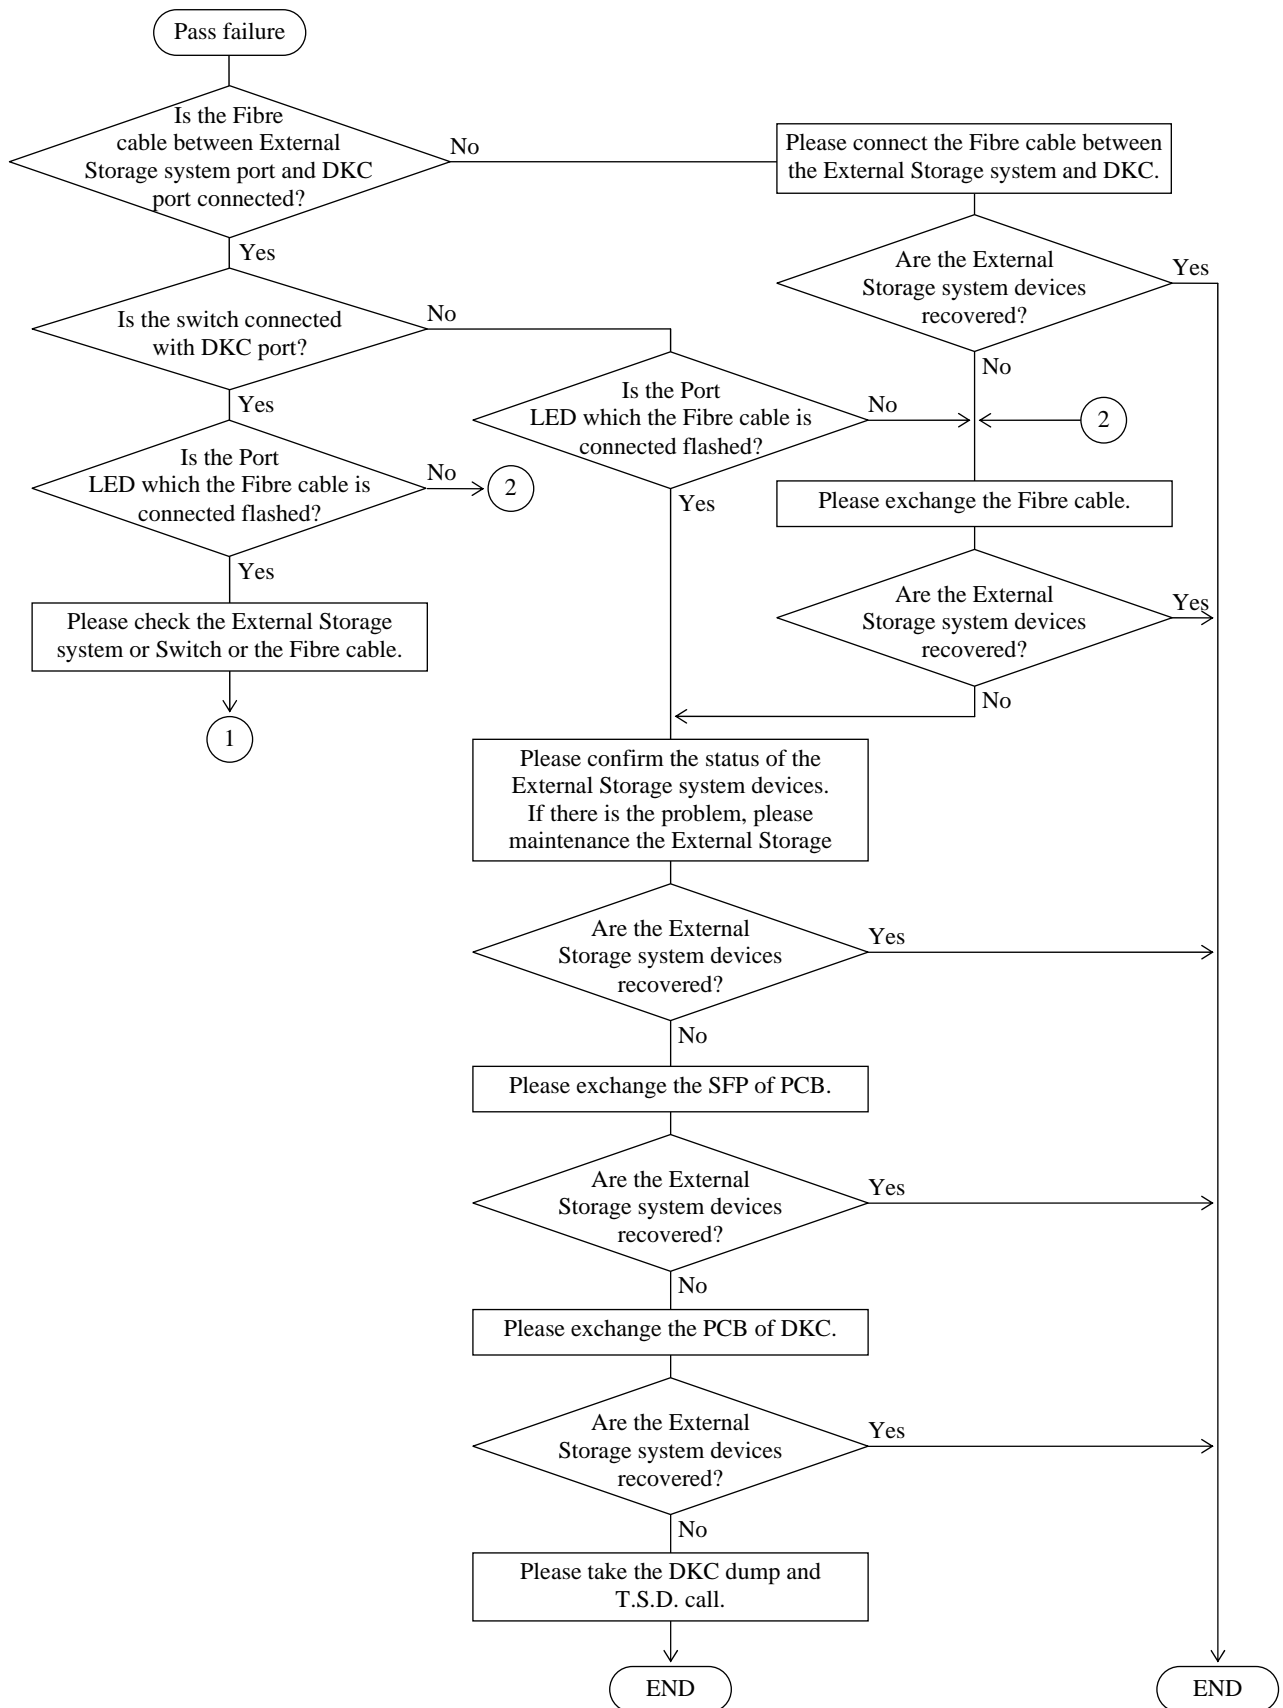 Pass failure
Is the Fibre
cable between External
Storage system port and DKC
port connected?
No
Please connect the Fibre cable between
the External Storage system and DKC.
Yes
Are the External
Storage system devices
recovered?
Yes
No
Is the switch connected
with DKC port?
No
Yes
Is the Port
LED which the Fibre cable is
connected flashed?
No
2
Yes
Is the Port
LED which the Fibre cable is
connected flashed?
No
2
Yes
Please exchange the Fibre cable.
Are the External
Storage system devices
recovered?
Yes
No
Please check the External Storage
system or Switch or the Fibre cable.
1
Please confirm the status of the
External Storage system devices.
If there is the problem, please
maintenance the External Storage
Are the External
Storage system devices
recovered?
Yes
No
Please exchange the SFP of PCB.
Are the External
Storage system devices
recovered?
Yes
No
Please exchange the PCB of DKC.
Are the External
Storage system devices
recovered?
Yes
No
Please take the DKC dump and
T.S.D. call.
END
END